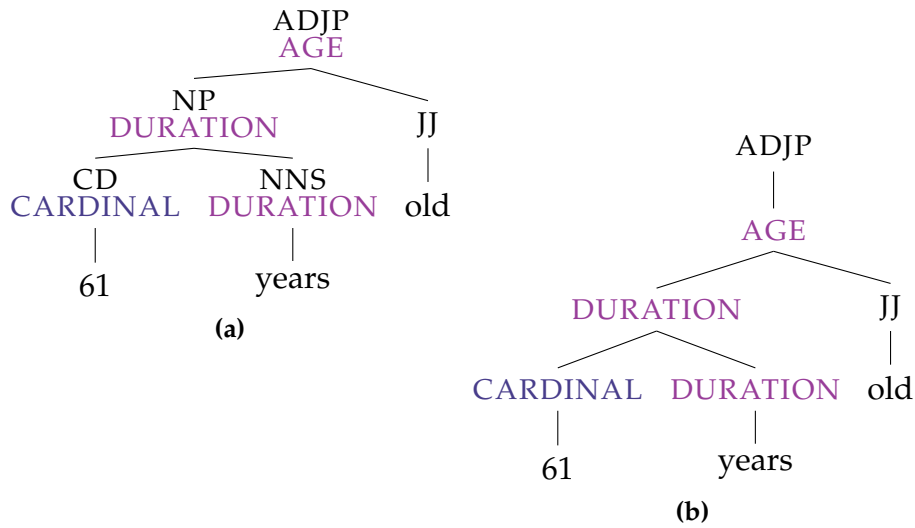 ADJP
AGE
NP
DURATION
JJ
CD
CARDINAL
NNS
DURATION
old
61
years
(a)
ADJP
AGE
DURATION
JJ
CARDINAL
DURATION
old
61
years
(b)